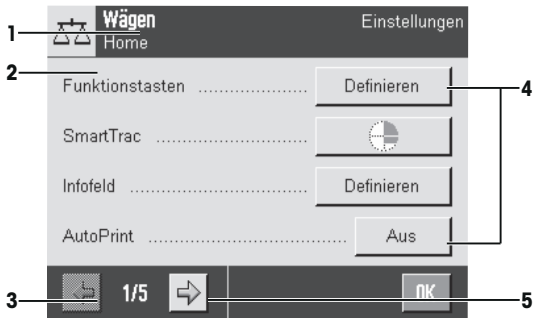 Wägen
Home
Einstellungen
1
2
Funktionstasten ..................... Definieren
4
SmartTrac .............................
Infofeld ................................ Definieren
AutoPrint ..................................... Aus
3
1/5
OK
5